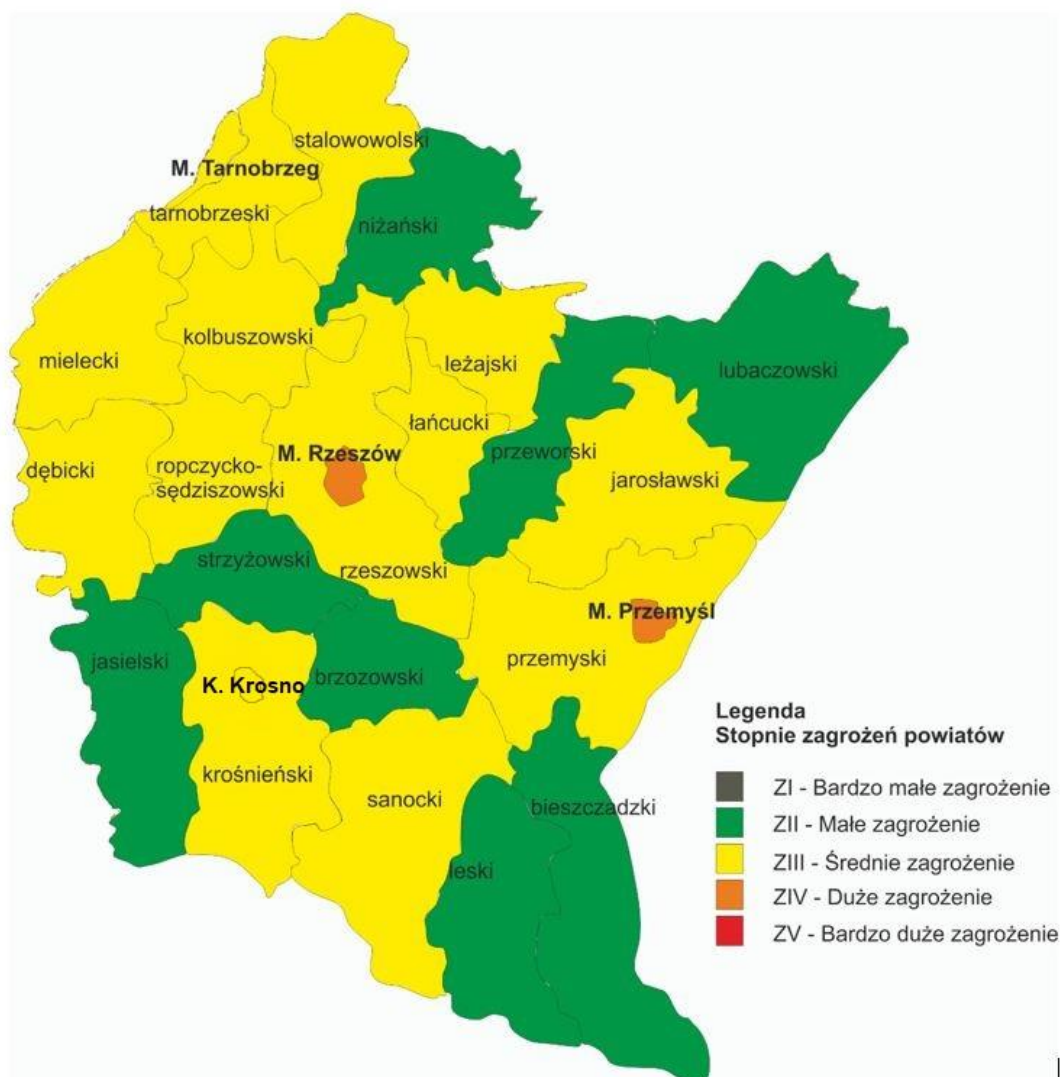 stalowowolski
M. Tarnobrzeg
tarnobrzeski
niżański
kolbuszowski
mielecki
leżajski
lubaczowski
łańcucki
M. Rzeszów
przeworski
dębicki
ropczycko-
sędziszowski
jarosławski
strzyżowski
rzeszowski
M. Przemyśl
jasielski
przemyski
brzozowski
K. Krosno
krośnieński
sanocki
bieszczadzki
leski
Legenda
Stopnie zagrożeń powiatów
ZI - Bardzo małe zagrożenie
ZII - Małe zagrożenie
ZIII - Średnie zagrożenie
ZIV - Duże zagrożenie
ZV - Bardzo duże zagrożenie